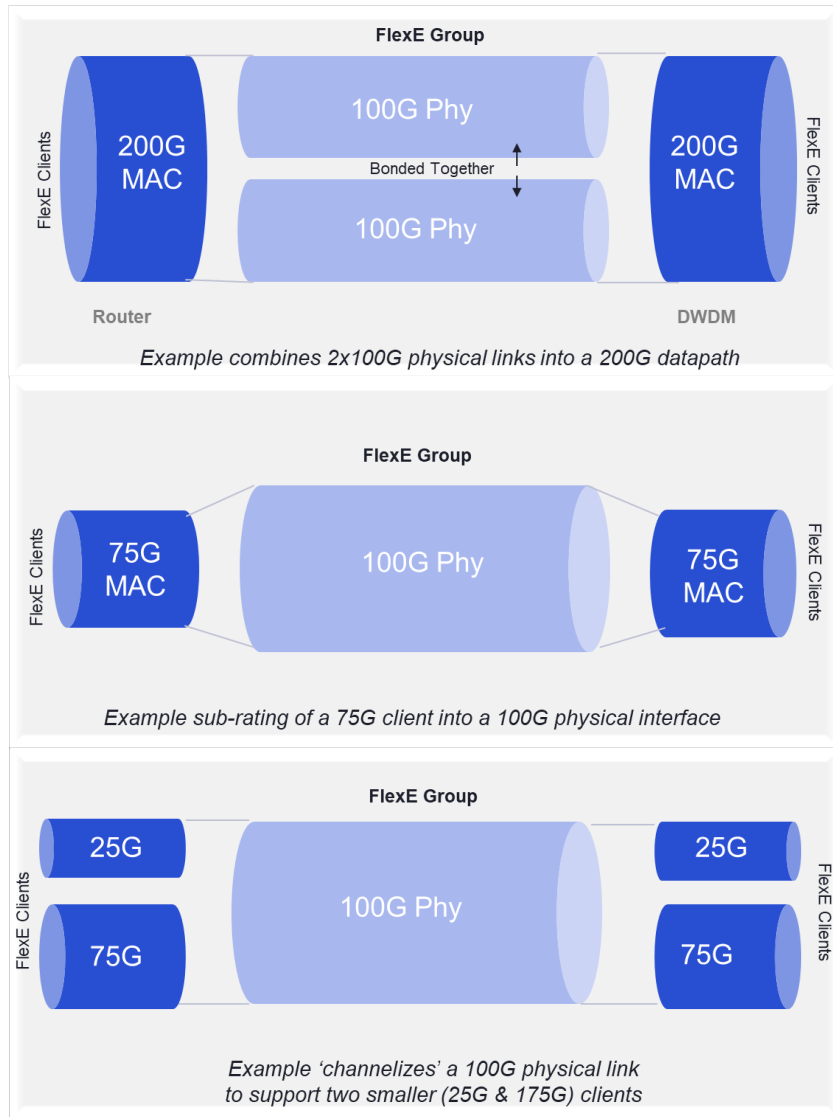 FlexE Group
FlexE Clients
200G
MAC
100G Phy
Bonded Together
100G Phy
200G
MAC
FlexE Clients
Router
DWDM
Example combines 2x100G physical links into a 200G datapath
FlexE Group
FlexE Clients
75G
MAC
100G Phy
75G
MAC
FlexE Clients
Example sub-rating of a 75G client into a 100G physical interface
FlexE Group
FlexE Clients
25G
75G
100G Phy
25G
75G
FlexE Clients
Example ‘channelizes’ a 100G physical link
to support two smaller (25G & 175G) clients